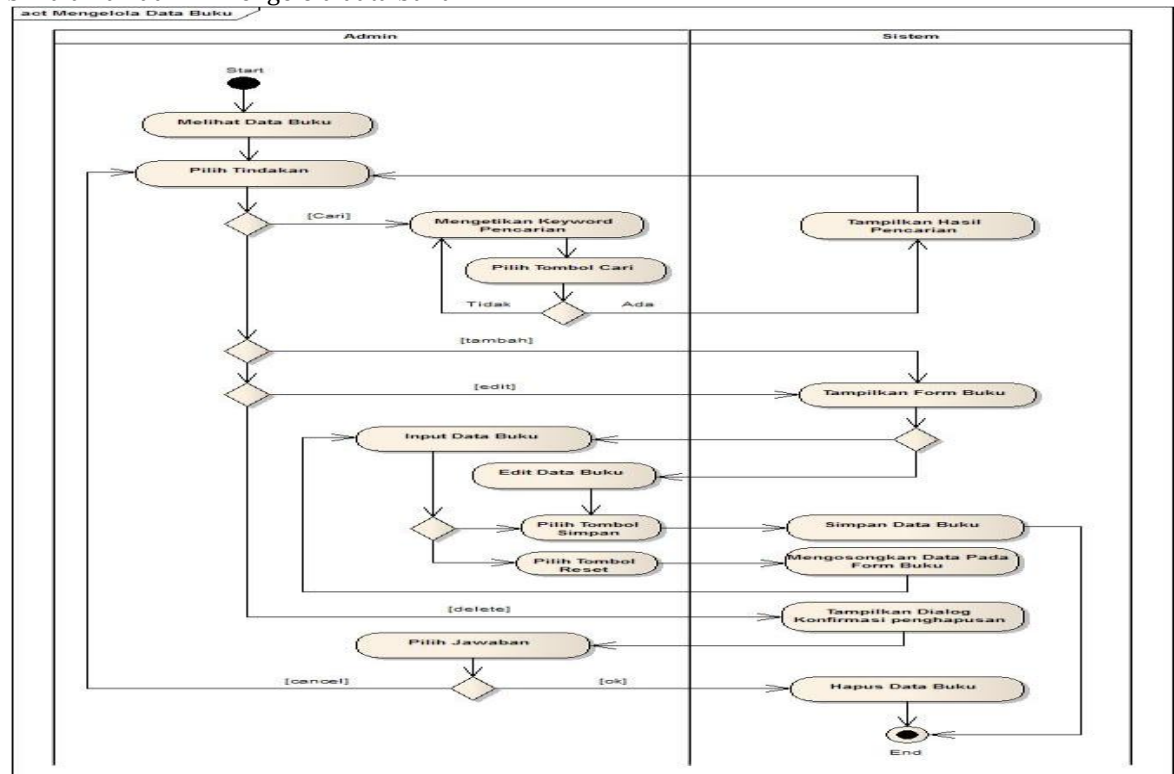 act Mengelola Data Buku
Admin
Sistem
Start
Melihat Data Buku
Pilih Tindakan
[Cari]
Mengetikan Keyword
Pencarian
Tampilkan Hasil
Pencarian
Pilih Tombol Cari
Tidak
Ada
[tambah]
[edit]
Tampilkan Form Buku
Input Data Buku
Edit Data Buku
Pilih Tombol
Simpan
Simpan Data Buku
Pilih Tombol
Reset
Mengosongkan Data Pada
Form Buku
[delete]
Tampilkan Dialog
Konfirmasi penghapusan
Pilih Jawaban
[cancel]
[ok]
Hapus Data Buku
End